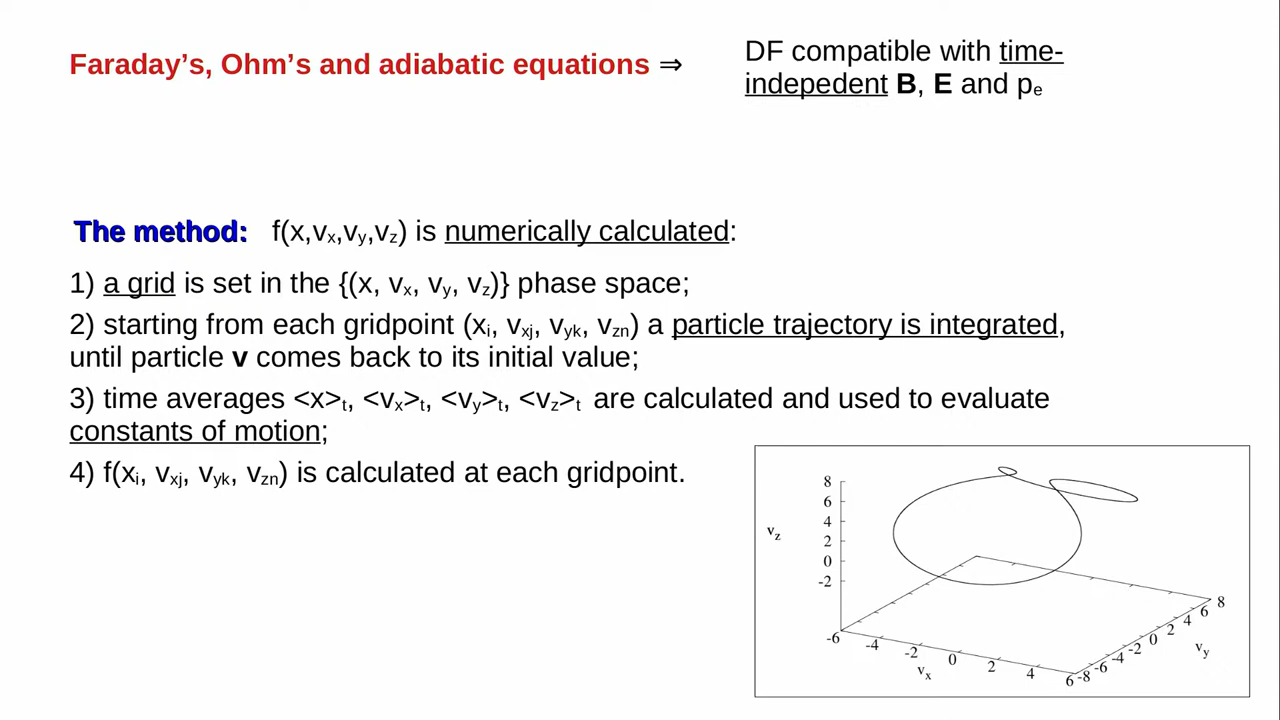 Faraday’s, Ohm’s and adiabatic equations ⇒
DF compatible with time-
indepedent B, E and pe
The method: f(x,vx,vy,vz) is numerically calculated:
1) a grid is set in the {(x, vx, vy, vz)} phase space;
2) starting from each gridpoint (xi, vxj, vyk, vzn) a particle trajectory is integrated,
until particle v comes back to its initial value;
3) time averages <x>t, <vx>t, <vy>t, <vz>t are calculated and used to evaluate
constants of motion;
4) f(xi, vxj, vyk, vzn) is calculated at each gridpoint.
vz
8
6
4
2
0
-2
-6
-4
-2
0
2
4
6
vx
-8
-6
-4
-2
0
2
4
6
8
vy